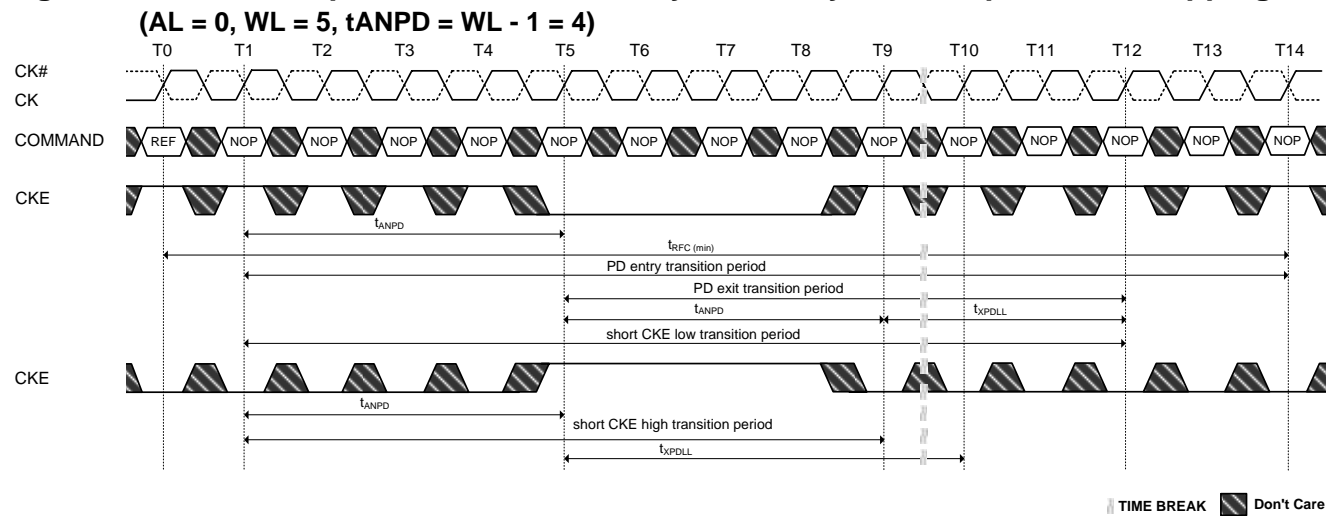 (AL = 0, WL = 5, tANPD = WL - 1 = 4)
T0 T1 T2 T3 T4 T5 T6 T7 T8 T9 T10 T11 T12 T13 T14
CK#
CK
COMMAND REF NOP NOP NOP NOP NOP NOP NOP NOP NOP NOP NOP NOP NOP NOP
CKE
tANPD
tRFC (min)
PD entry transition period
PD exit transition period
tANPD tXPDLL
short CKE low transition period
CKE
tANPD
short CKE high transition period
tXPDLL
TIME BREAK Don't Care